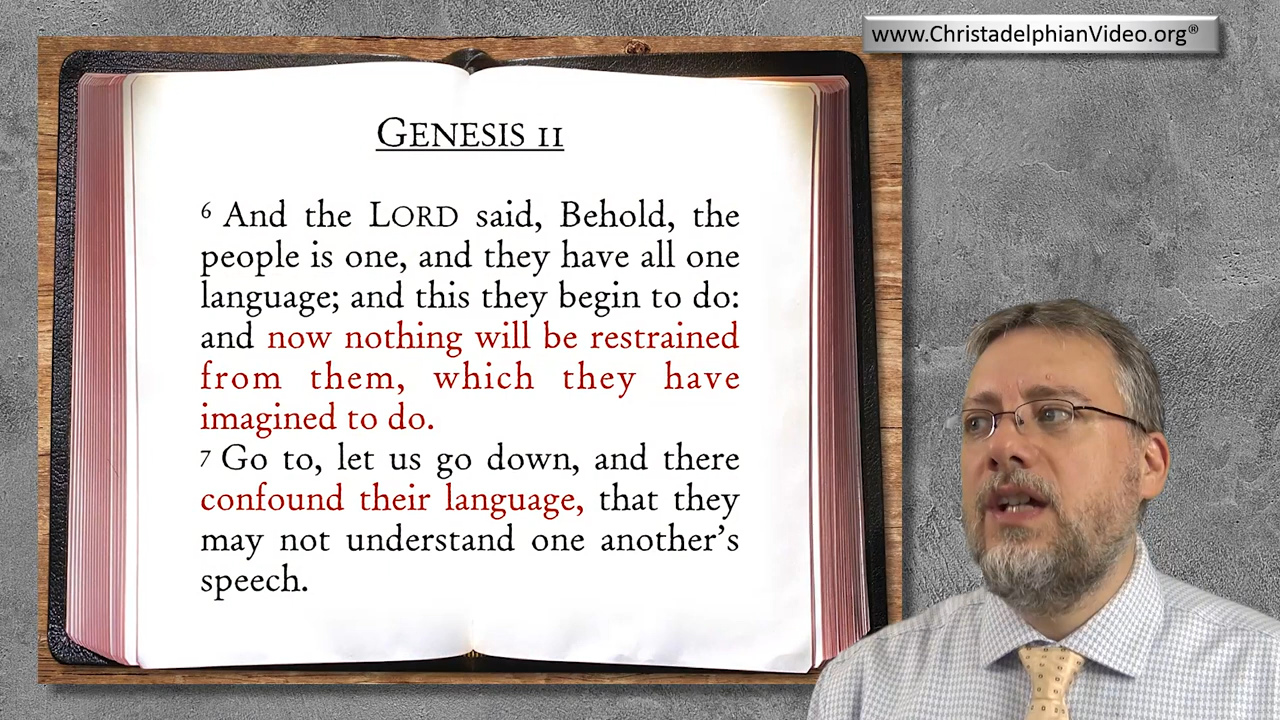 www.ChristadelphianVideo.org®
GENESIS 11
6 And the LORD said, Behold, the
people is one, and they have all one
language; and this they begin to do:
and now nothing will be restrained
from them, which they have
imagined to do.
7 Go to, let us go down, and there
confound their language, that they
may not understand one another's
speech.